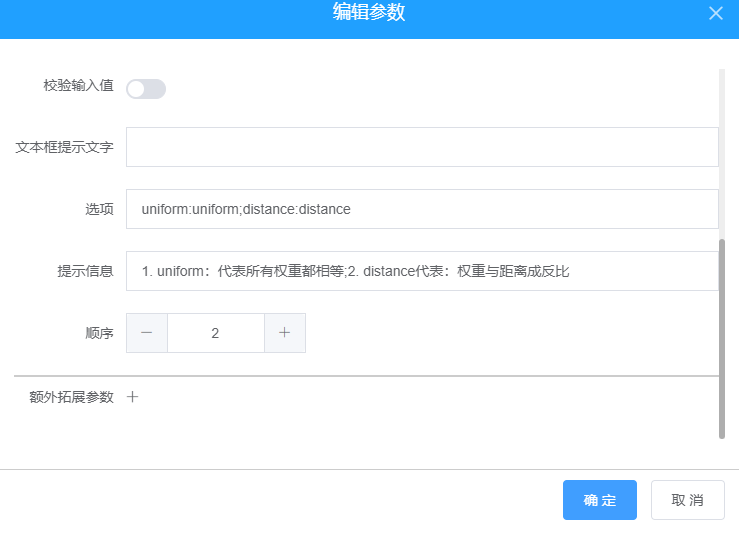 编辑参数
校验输入值
文本框提示文字
选项 uniform:uniform;distance:distance
提示信息 1. uniform：代表所有权重都相等;2. distance代表：权重与距离成反比
顺序 2
额外拓展参数
确 定 取 消